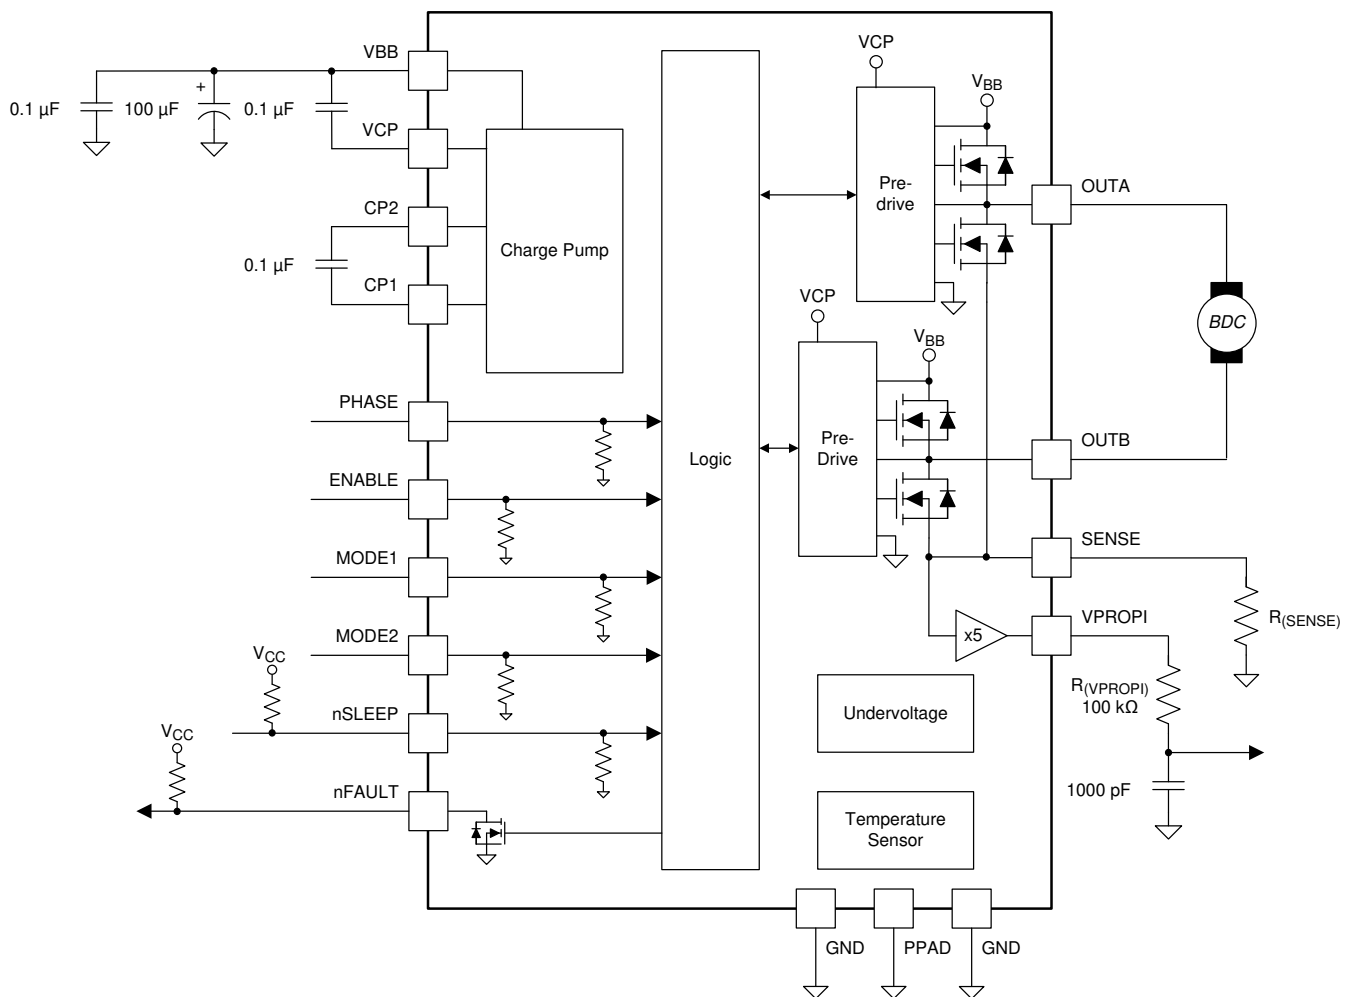 VBB
0.1 µF
100 µF
+
0.1 µF
VCP
CP2
0.1 µF
CP1
Charge Pump
PHASE
ENABLE
MODE1
MODE2
VCC
nSLEEP
VCC
nFAULT
Logic
VCP
VBB
Pre-
drive
OUTA
BDC
VCP
VBB
Pre-
Drive
OUTB
SENSE
R(SENSE)
VPROPI
x5
R(VPROPI)
100 kΩ
1000 pF
Undervoltage
Temperature
Sensor
GND
PPAD
GND